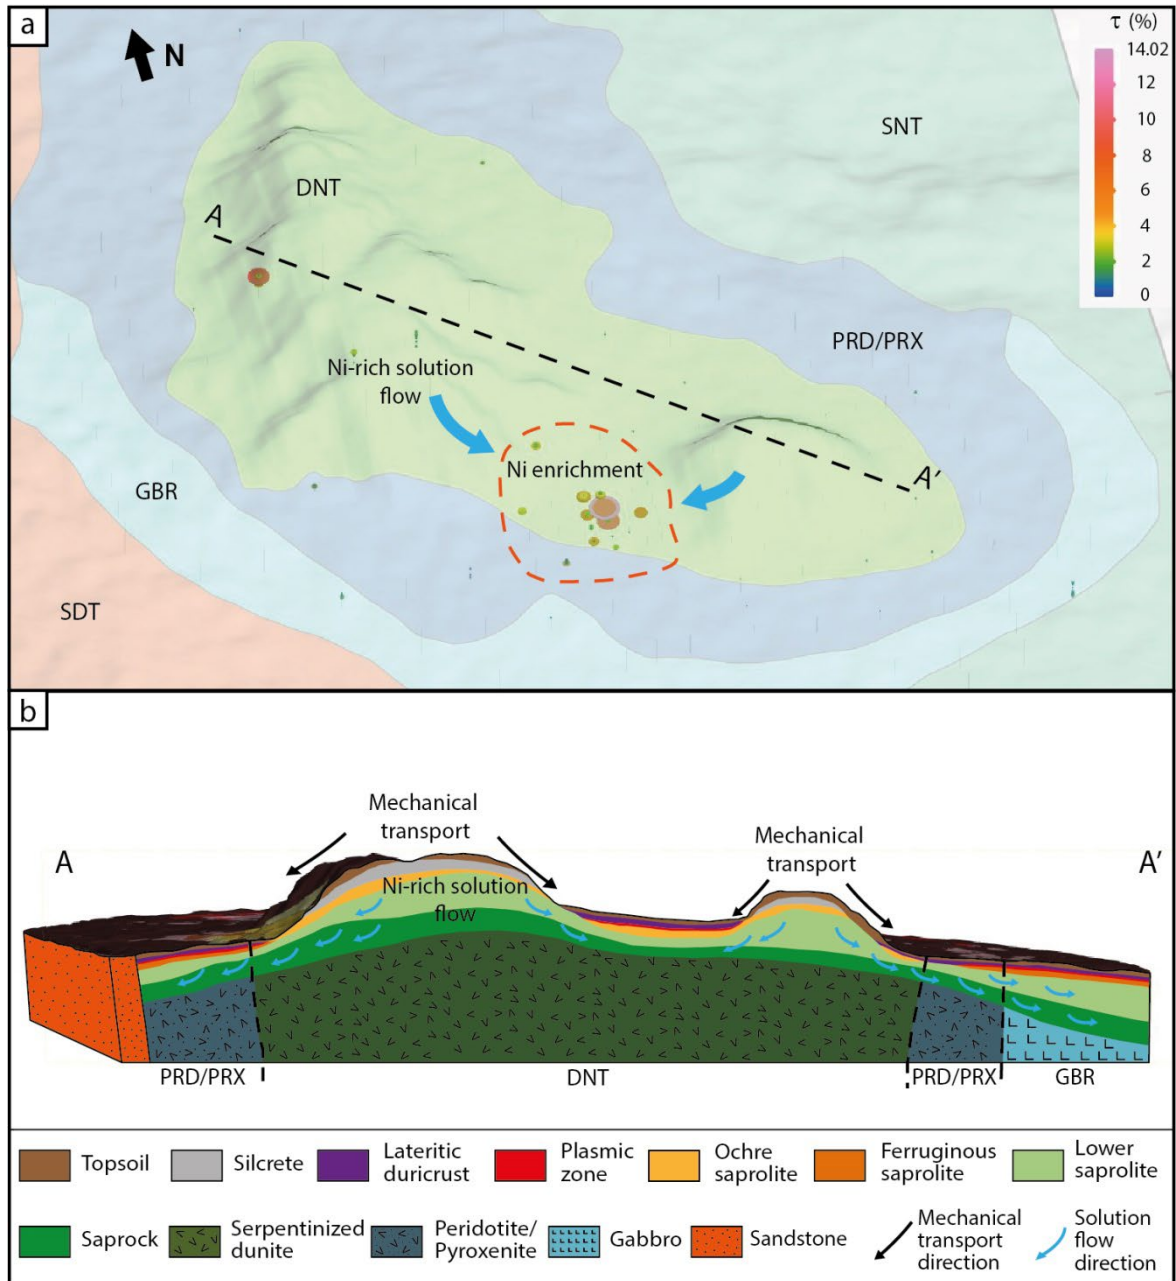 a
N
τ (%)
14.02
12
10
8
6
4
2
0
SNT
DNT
A
PRD/PRX
Ni-rich solution
flow
Ni enrichment
A'
GBR
SDT
b
Mechanical
transport
Mechanical
transport
A
A'
Ni-rich solution
flow
PRD/PRX
DNT
PRD/PRX
GBR
Topsoil
Silcrete
Lateritic
duricrust
Plasmic
zone
Ochre
saprolite
Ferruginous
saprolite
Lower
saprolite
Saprock
Serpentinized
dunite
Peridotite/
Pyroxenite
Gabbro
Sandstone
Mechanical
transport
direction
Solution
flow
direction